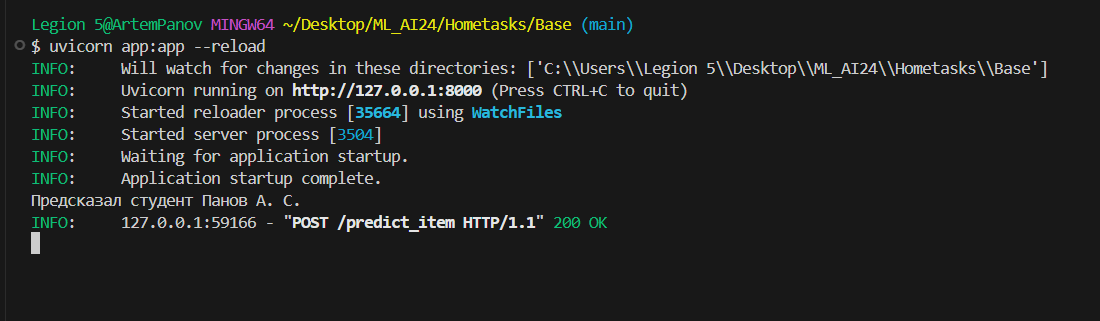 Legion 5@ArtemPanov MINGW64 ~/Desktop/ML_AI24/Hometasks/Base (main)
$ uvicorn app:app --reload
INFO:     Will watch for changes in these directories: ['C:\\Users\\Legion 5\\Desktop\\ML_AI24\\Hometasks\\Base']
INFO:     Uvicorn running on http://127.0.0.1:8000 (Press CTRL+C to quit)
INFO:     Started reloader process [35664] using WatchFiles
INFO:     Started server process [3504]
INFO:     Waiting for application startup.
INFO:     Application startup complete.
Предсказал студент Панов А. С.
INFO:     127.0.0.1:59166 - "POST /predict_item HTTP/1.1" 200 OK